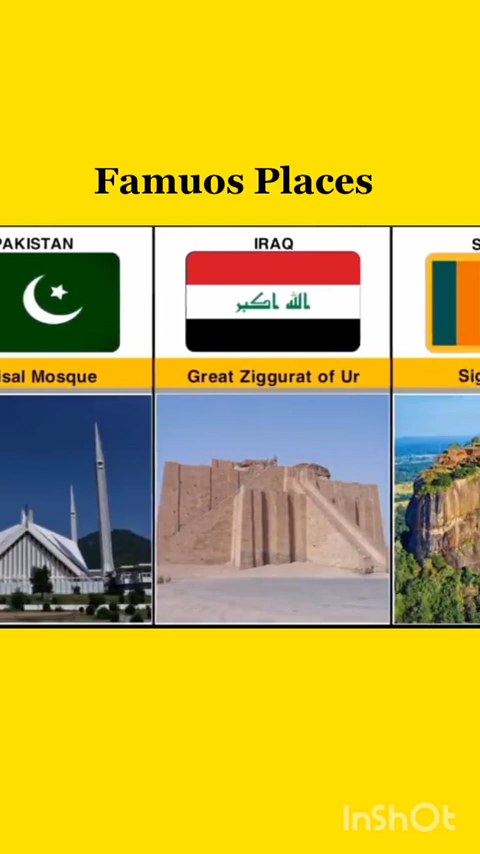 Famuos Places
PAKISTAN
IRAQ
S
الله اكبر
isal Mosque
Great Ziggurat of Ur
Sig
InShOt